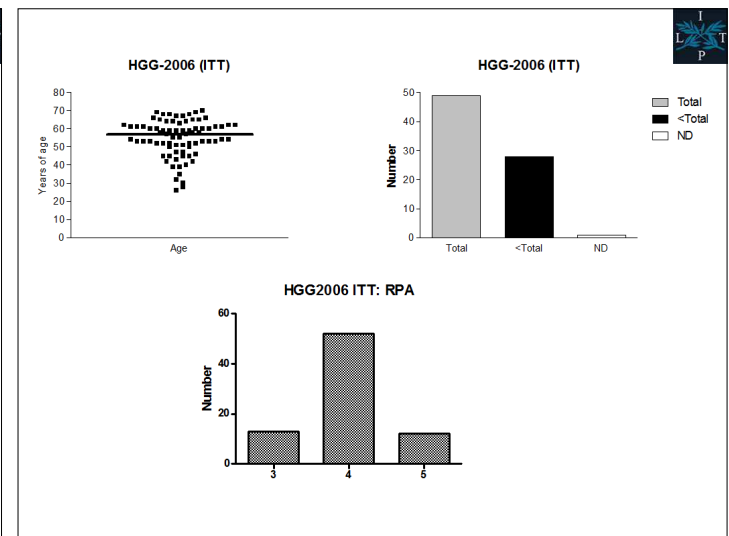 I
L T
P
HGG-2006 (ITT)
Years of age
80
70
60
50
40
30
20
10
0
Age
HGG-2006 (ITT)
Number
50
40
30
20
10
0
Total <Total ND
Total
<Total
ND
HGG2006 ITT: RPA
Number
60
40
20
0
3 4 5